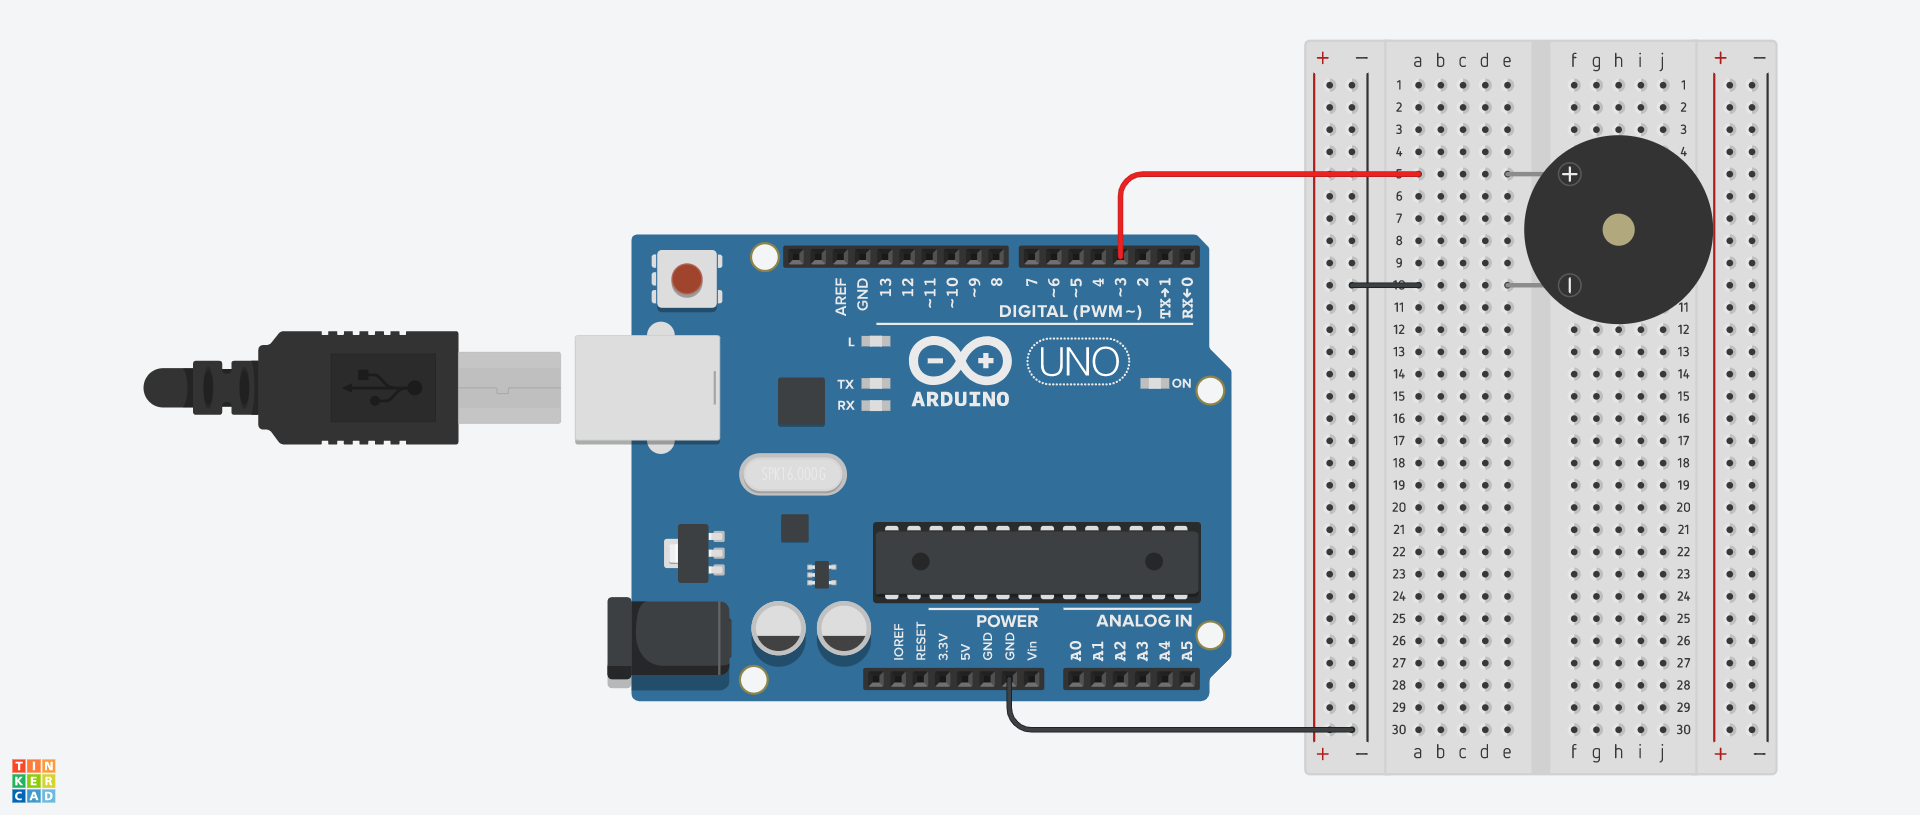 + − a b c d e f g h i j + −
1 1
2 2
3 3
4 4
5
6
7
8
9
10
11 11
12 12
13 13
14 14
15 15
16 16
17 17
18 18
19 19
20 20
21 21
22 22
23 23
24 24
25 25
26 26
27 27
28 28
29 29
30 30
+ − a b c d e f g h i j + −
+
−
AREF GND 13 12 ~11 ~10 ~9 8 7 ~6 ~5 4 ~3 2 TX→1 RX←0
DIGITAL (PWM ~)
L
TX
RX
UNO
ARDUINO
ON
SPK16.000G
POWER
ANALOG IN
IOREF RESET 3.3V 5V GND GND Vin A0 A1 A2 A3 A4 A5
TIN
KER
CAD